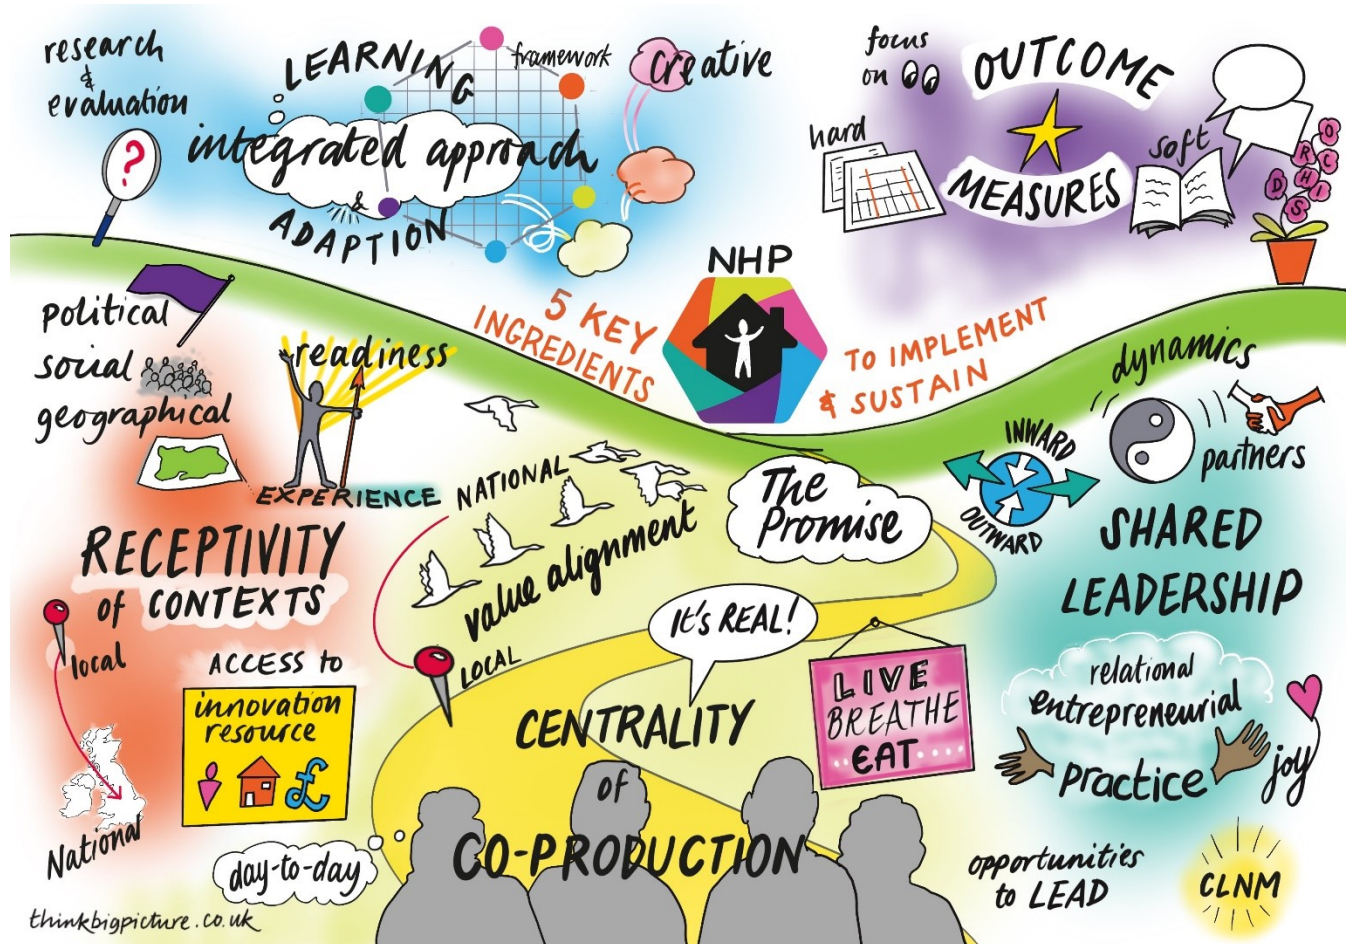 research
&
evaluation
?
LEARNING
framework
integrated approach
&
ADAPTION
creative
focus
on
OUTCOME
MEASURES
hard
soft
ORCHIDS
NHP
5 KEY
INGREDIENTS
TO IMPLEMENT
& SUSTAIN
political
social
geographical
readiness
EXPERIENCE
RECEPTIVITY
of CONTEXTS
local
National
ACCESS to
innovation
resource
£
day-to-day
NATIONAL
value alignment
LOCAL
The
Promise
It's REAL!
CENTRALITY
of
CO-PRODUCTION
LIVE
BREATHE
EAT....
dynamics
partners
INWARD
OUTWARD
SHARED
LEADERSHIP
relational
entrepreneurial
practice
joy
opportunities
to LEAD
CLNM
thinkbigpicture.co.uk